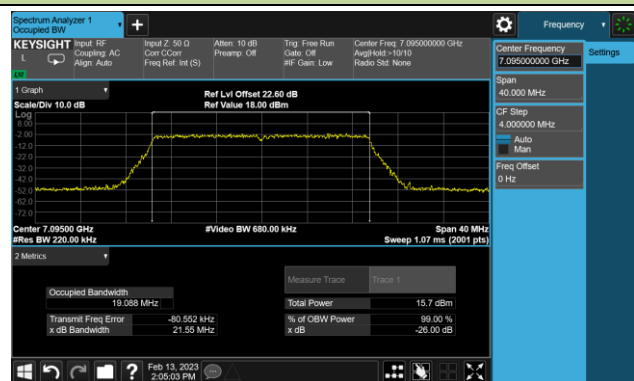 Spectrum Analyzer 1
Occupied BW
Frequency
KEYSIGHT
L
Input: RF
Coupling: AC
Align: Auto
Input Z: 50 Ω
Corr CCorr
Freq Ref: Int (S)
Atten: 10 dB
Preamp: Off
Trig: Free Run
Gate: Off
#IF Gain: Low
Center Freq: 7.095000000 GHz
Avg|Hold:>10/10
Radio Std: None
Center Frequency
7.095000000 GHz
Settings
Span
40.000 MHz
CF Step
4.000000 MHz
Auto
Man
Freq Offset
0 Hz
1 Graph
Scale/Div 10.0 dB
Ref Lvl Offset 22.60 dB
Ref Value 18.00 dBm
Log
8.00
-2.00
-12.0
-22.0
-32.0
-42.0
-52.0
-62.0
-72.0
Center 7.09500 GHz
#Video BW 680.00 kHz
Span 40 MHz
#Res BW 220.00 kHz
Sweep 1.07 ms (2001 pts)
2 Metrics
Measure Trace
Trace 1
Occupied Bandwidth
19.088 MHz
Total Power
15.7 dBm
Transmit Freq Error
-80.552 kHz
% of OBW Power
99.00 %
x dB Bandwidth
21.55 MHz
x dB
-26.00 dB
?
Feb 13, 2023
2:05:03 PM